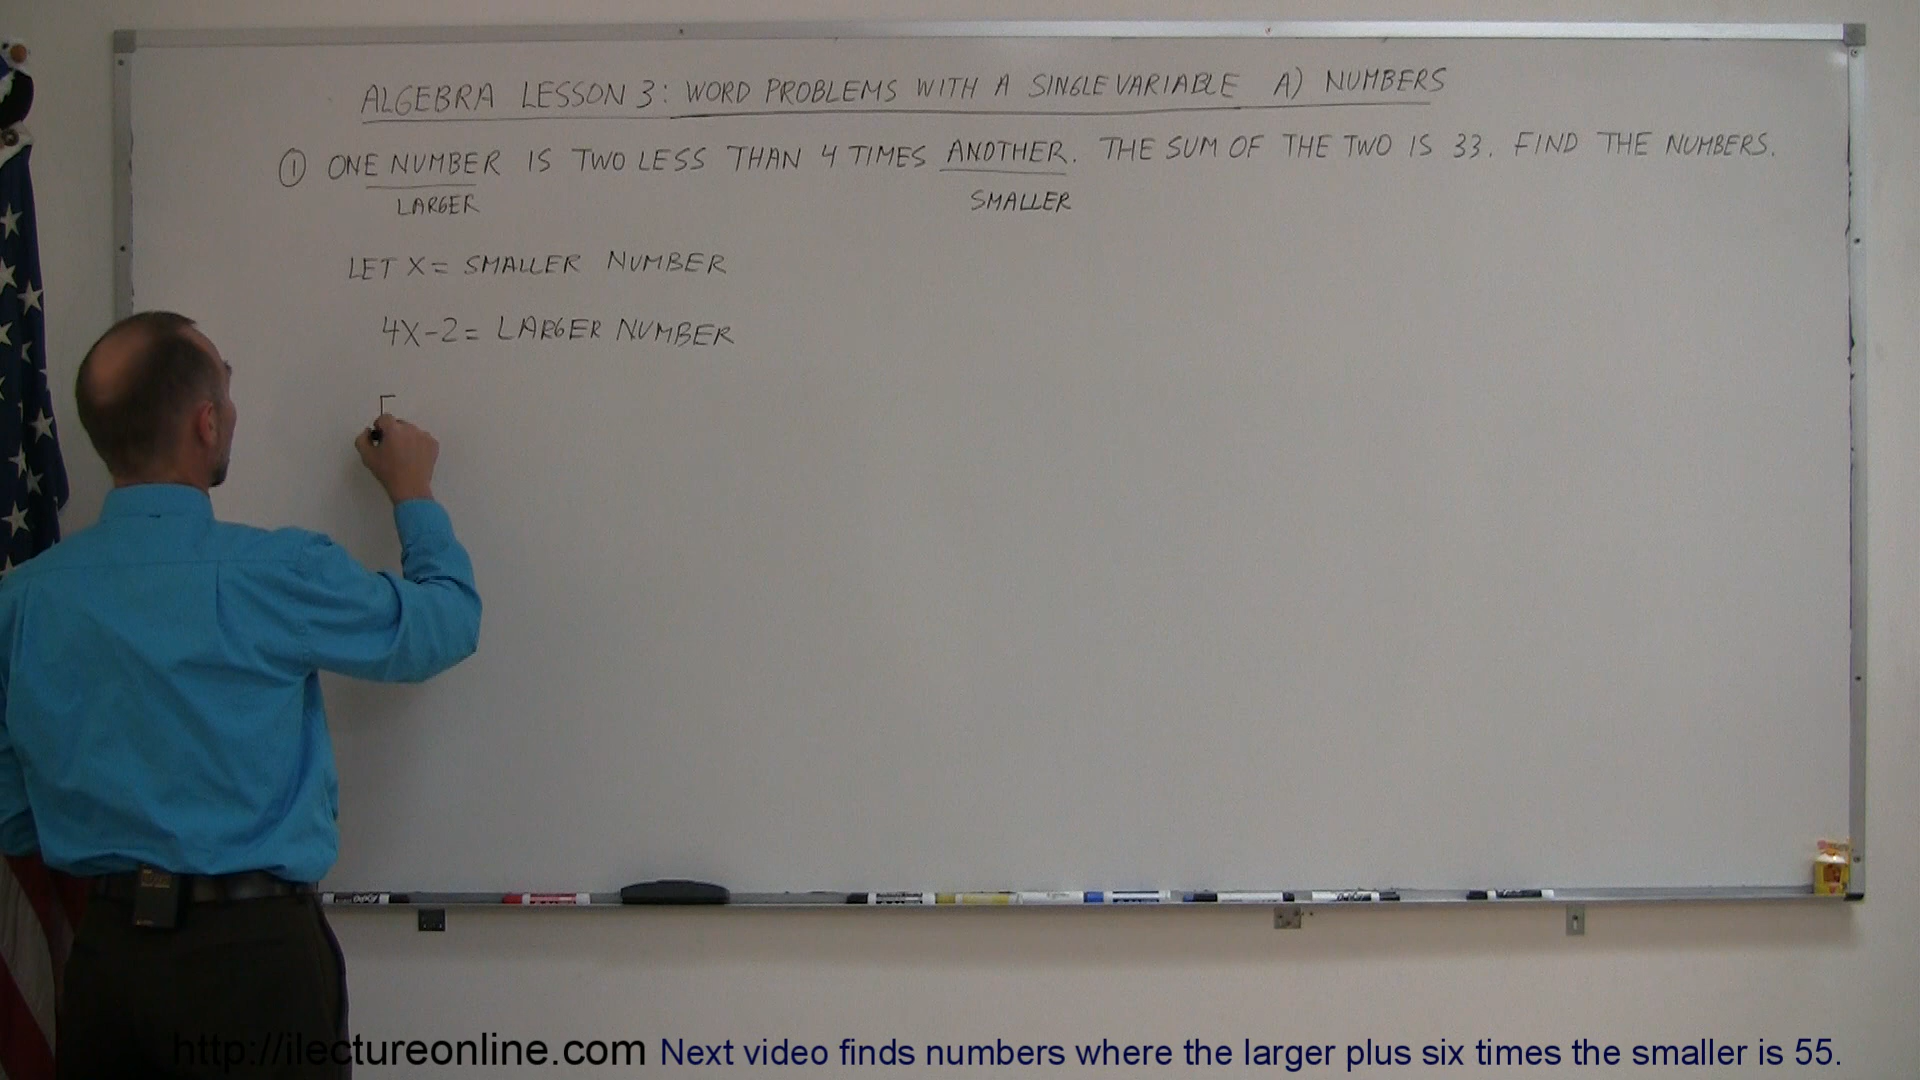 ALGEBRA LESSON 3: WORD PROBLEMS WITH A SINGLE VARIABLE A) NUMBERS
① ONE NUMBER IS TWO LESS THAN 4 TIMES ANOTHER. THE SUM OF THE TWO IS 33. FIND THE NUMBERS.
LARGER SMALLER
LET X = SMALLER NUMBER
4X-2 = LARGER NUMBER
http://ilectureonline.com Next video finds numbers where the larger plus six times the smaller is 55.